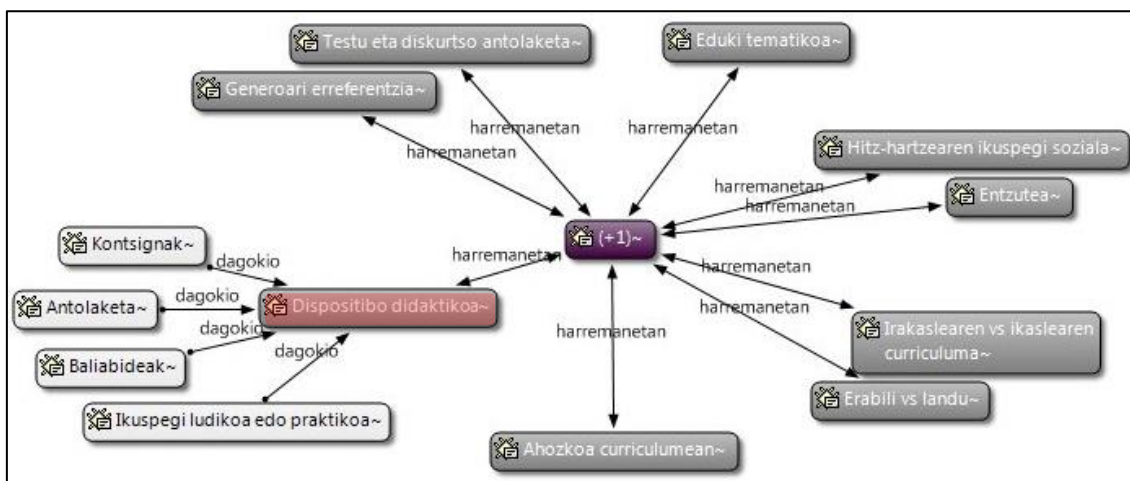 Testu eta diskurtso antolaketa~
Eduki tematikoa~
Generoari erreferentzia~
harremanetan
harremanetan
harremanetan
Hitz-hartzearen ikuspegi soziala~
harremanetan
Entzutea~
harremanetan
(+1)~
Kontsignak~
dagokio
harremanetan
harremanetan
Antolaketa~
dagokio
Dispositibo didaktikoa~
harremanetan
dagokio
harremanetan
Irakaslearen vs ikaslearen
curriculuma~
dagokio
Baliabideak~
Erabili vs landu~
Ikuspegi ludikoa edo praktikoa~
Ahozkoa curriculumean~